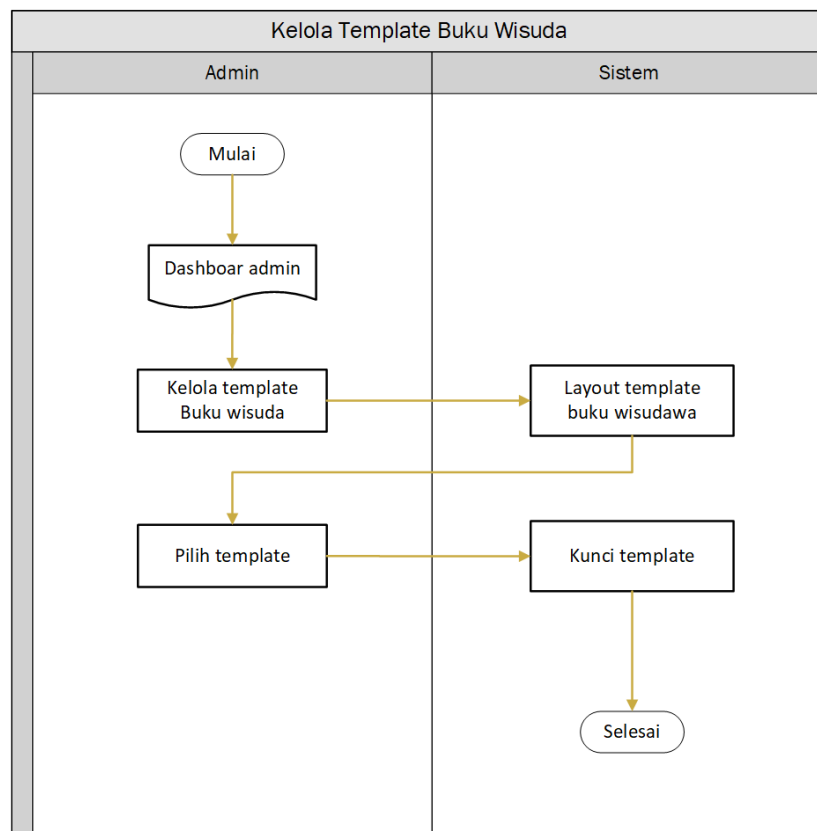 Kelola Template Buku Wisuda
Admin
Sistem
Mulai
Dashboar admin
Kelola template
Buku wisuda
Layout template
buku wisudawa
Pilih template
Kunci template
Selesai